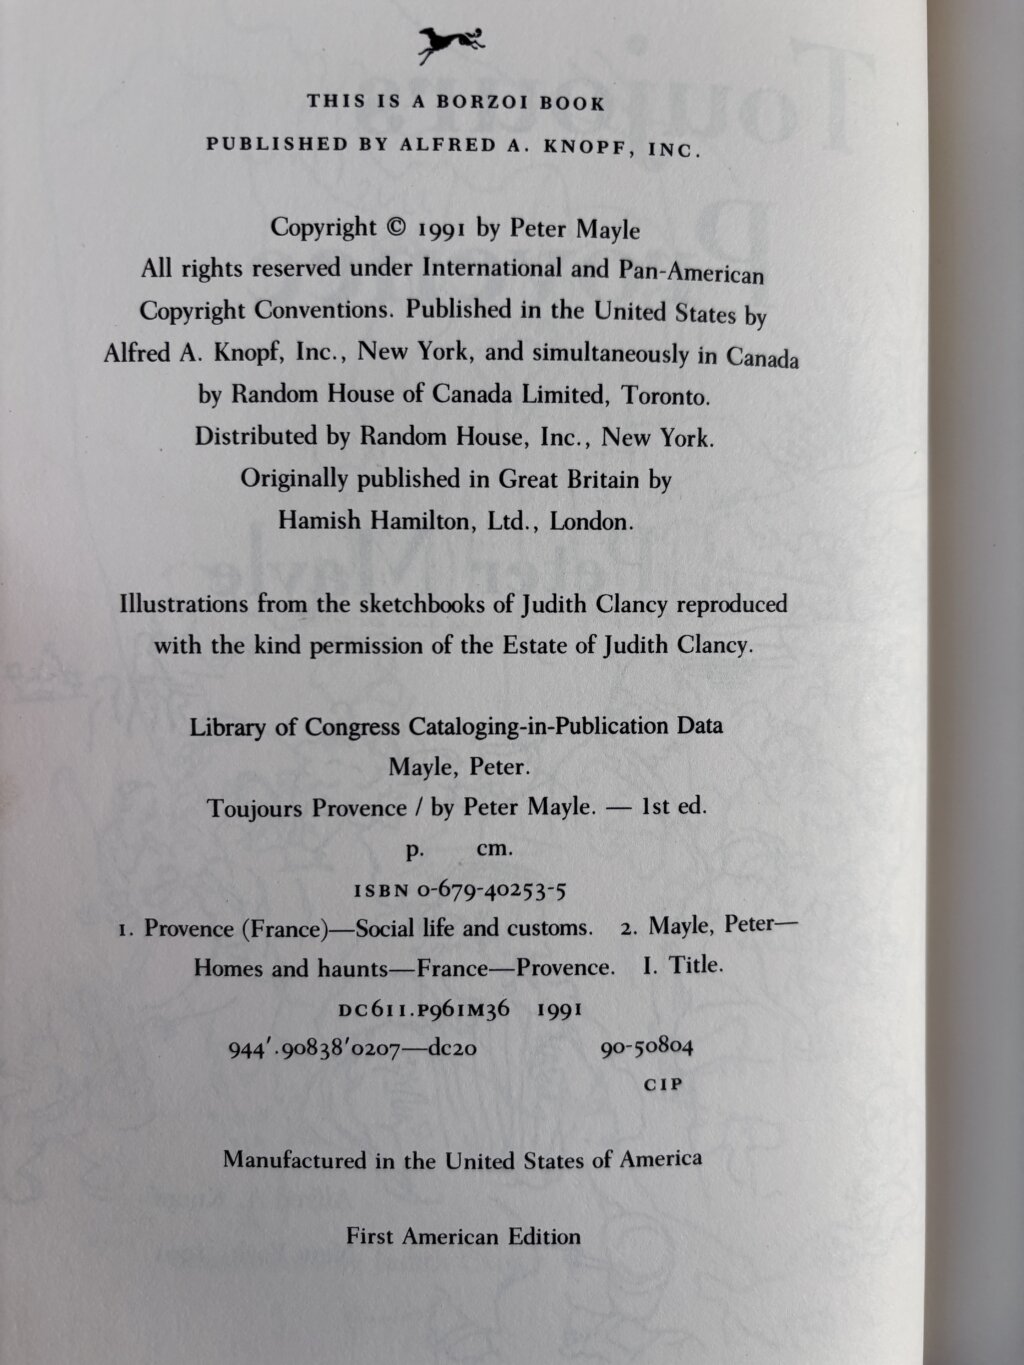 THIS IS A BORZOI BOOK
PUBLISHED BY ALFRED A. KNOPF, INC.
Copyright © 1991 by Peter Mayle
All rights reserved under International and Pan-American
Copyright Conventions. Published in the United States by
Alfred A. Knopf, Inc., New York, and simultaneously in Canada
by Random House of Canada Limited, Toronto.
Distributed by Random House, Inc., New York.
Originally published in Great Britain by
Hamish Hamilton, Ltd., London.
Illustrations from the sketchbooks of Judith Clancy reproduced
with the kind permission of the Estate of Judith Clancy.
Library of Congress Cataloging-in-Publication Data
Mayle, Peter.
Toujours Provence / by Peter Mayle. — 1st ed.
p. cm.
ISBN 0-679-40253-5
1. Provence (France)—Social life and customs. 2. Mayle, Peter—
Homes and haunts—France—Provence. I. Title.
DC611.P961M36 1991
944′.90838′0207—dc20 90-50804
CIP
Manufactured in the United States of America
First American Edition